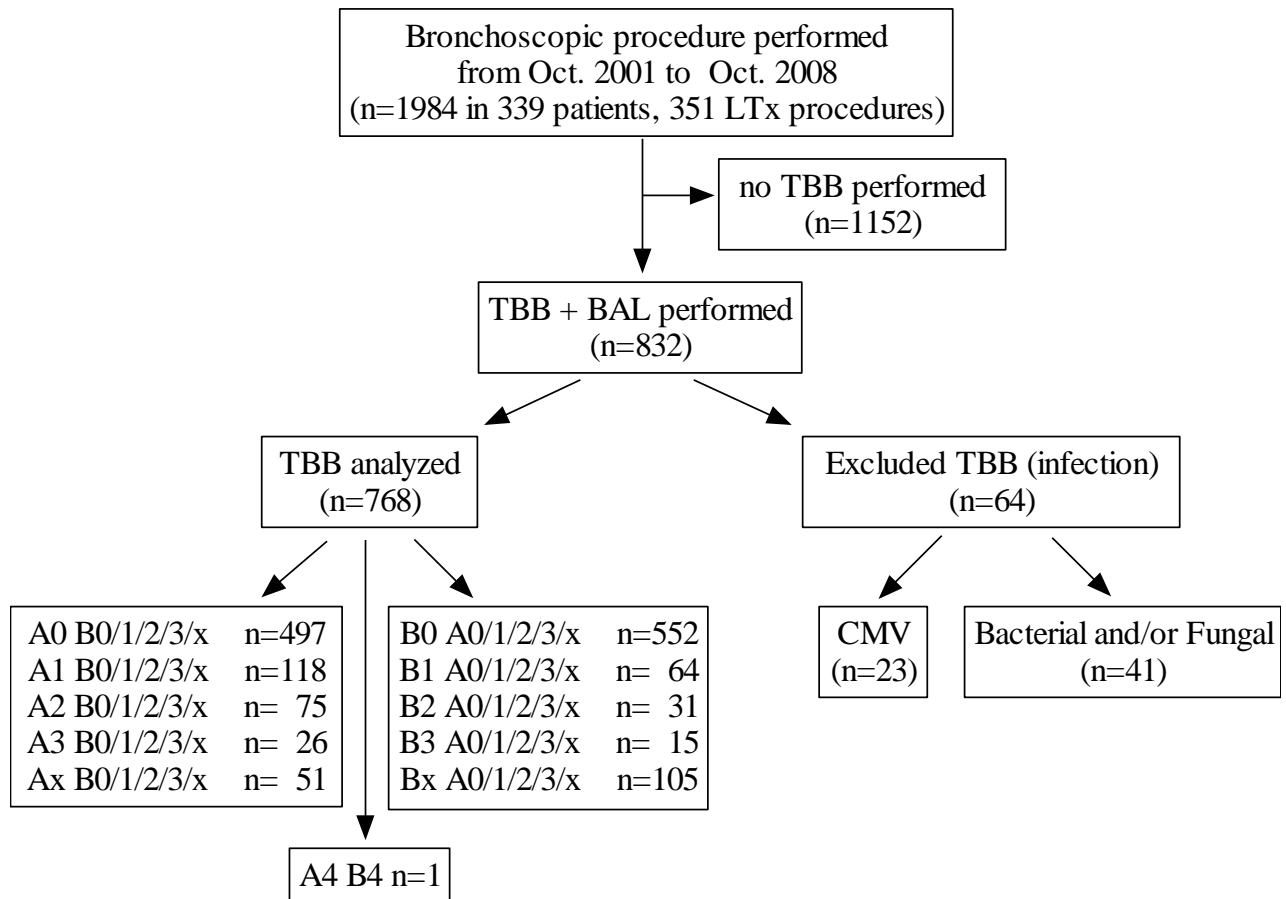 Bronchoscopic procedure performed
from Oct. 2001 to Oct. 2008
(n=1984 in 339 patients, 351 LTx procedures)
no TBB performed
(n=1152)
TBB + BAL performed
(n=832)
TBB analyzed
(n=768)
Excluded TBB (infection)
(n=64)
A0 B0/1/2/3/x n=497
A1 B0/1/2/3/x n=118
A2 B0/1/2/3/x n= 75
A3 B0/1/2/3/x n= 26
Ax B0/1/2/3/x n= 51
B0 A0/1/2/3/x n=552
B1 A0/1/2/3/x n= 64
B2 A0/1/2/3/x n= 31
B3 A0/1/2/3/x n= 15
Bx A0/1/2/3/x n=105
CMV
(n=23)
Bacterial and/or Fungal
(n=41)
A4 B4 n=1